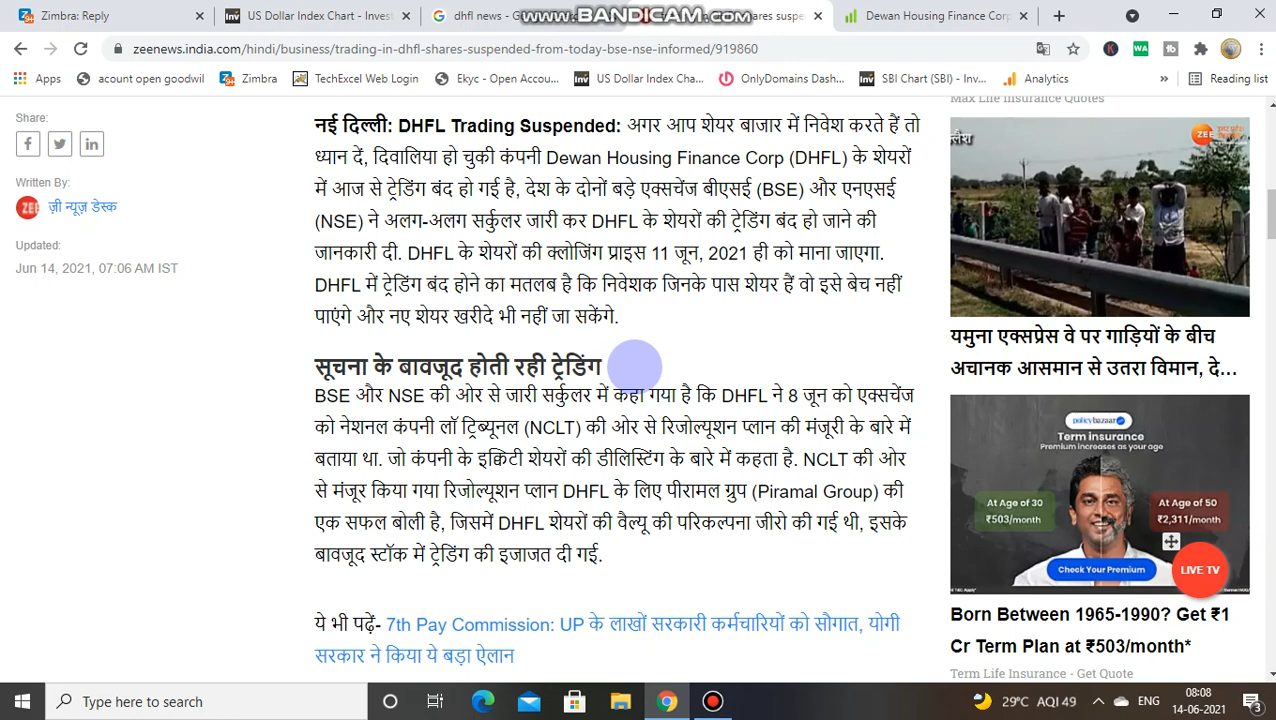 Zimbra: Reply
US Dollar Index Chart - Invest
dhfl news - G
www.BANDICAM.com
shares suspe
Dewan Housing Finance Corp
zeenews.india.com/hindi/business/trading-in-dhfl-shares-suspended-from-today-bse-nse-informed/919860
Apps
acount open goodwil
Zimbra
TechExcel Web Login
Ekyc - Open Accou...
US Dollar Index Cha...
OnlyDomains Dash...
SBI Chart (SBI) - Inv...
Analytics
»
Reading list
Share:
Written By:
ज़ी न्यूज़ डेस्क
Updated:
Jun 14, 2021, 07:06 AM IST
नई दिल्ली: DHFL Trading Suspended: अगर आप शेयर बाजार में निवेश करते हैं तो
ध्यान दें, दिवालिया हो चुकी कंपनी Dewan Housing Finance Corp (DHFL) के शेयरों
में आज से ट्रेडिंग बंद हो गई है, देश के दोनों बड़े एक्सचेंज बीएसई (BSE) और एनएसई
(NSE) ने अलग-अलग सर्कुलर जारी कर DHFL के शेयरों की ट्रेडिंग बंद हो जाने की
जानकारी दी. DHFL के शेयरों की क्लोजिंग प्राइस 11 जून, 2021 ही को माना जाएगा.
DHFL में ट्रेडिंग बंद होने का मतलब है कि निवेशक जिनके पास शेयर हैं वो इसे बेच नहीं
पाएंगे और नए शेयर खरीदे भी नहीं जा सकेंगे.
सूचना के बावजूद होती रही ट्रेडिंग
BSE और NSE की ओर से जारी सर्कुलर में कहा गया है कि DHFL ने 8 जून को एक्सचेंज
को नेशनल कंपनी लॉ ट्रिब्यूनल (NCLT) की ओर से रिजोल्यूशन प्लान की मंजूरी के बारे में
बताया था. जो कंपनी के इक्विटी शेयरों की डीलिस्टिंग के बारे में कहता है. NCLT की ओर
से मंजूर किया गया रिजोल्यूशन प्लान DHFL के लिए पीरामल ग्रुप (Piramal Group) की
एक सफल बोली है, जिसमें DHFL शेयरों की वैल्यू की परिकल्पना जीरो की गई थी, इसके
बावजूद स्टॉक में ट्रेडिंग की इजाजत दी गई.
ये भी पढ़ें- 7th Pay Commission: UP के लाखों सरकारी कर्मचारियों को सौगात, योगी
सरकार ने किया ये बड़ा ऐलान
Max Life Insurance Quotes
ZEE
यमुना एक्सप्रेस वे पर गाड़ियों के बीच
अचानक आसमान से उतरा विमान, दे...
policybazaar
Term insurance
Premium increases as your age
At Age of 30
₹503/month
At Age of 50
₹2,311/month
Check Your Premium
LIVE TV
Born Between 1965-1990? Get ₹1
Cr Term Plan at ₹503/month*
Term Life Insurance - Get Quote
Type here to search
29°C AQI 49
ENG
08:08
14-06-2021
3